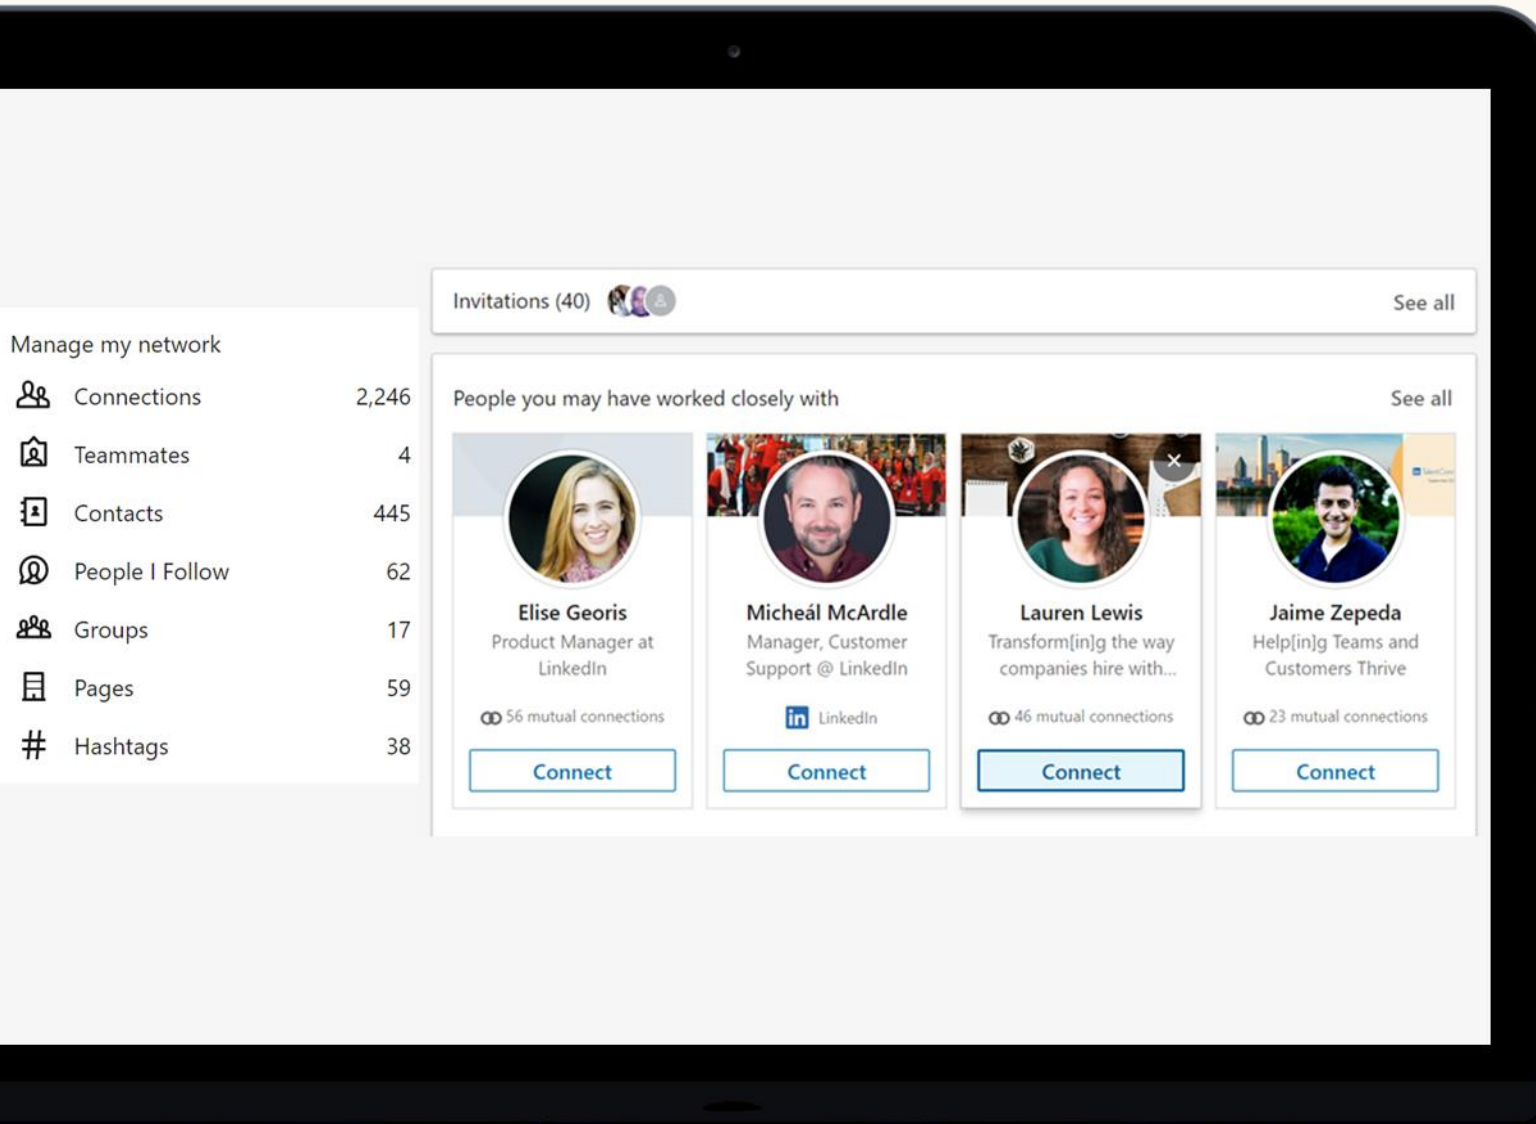 Manage my network
Connections 2,246
Teammates 4
Contacts 445
People I Follow 62
Groups 17
Pages 59
Hashtags 38
Invitations (40) See all
People you may have worked closely with See all
Elise Georis
Product Manager at
LinkedIn
56 mutual connections
Connect
Micheál McArdle
Manager, Customer
Support @ LinkedIn
in LinkedIn
Connect
Lauren Lewis
Transform[in]g the way
companies hire with...
46 mutual connections
Connect
Jaime Zepeda
Help[in]g Teams and
Customers Thrive
23 mutual connections
Connect